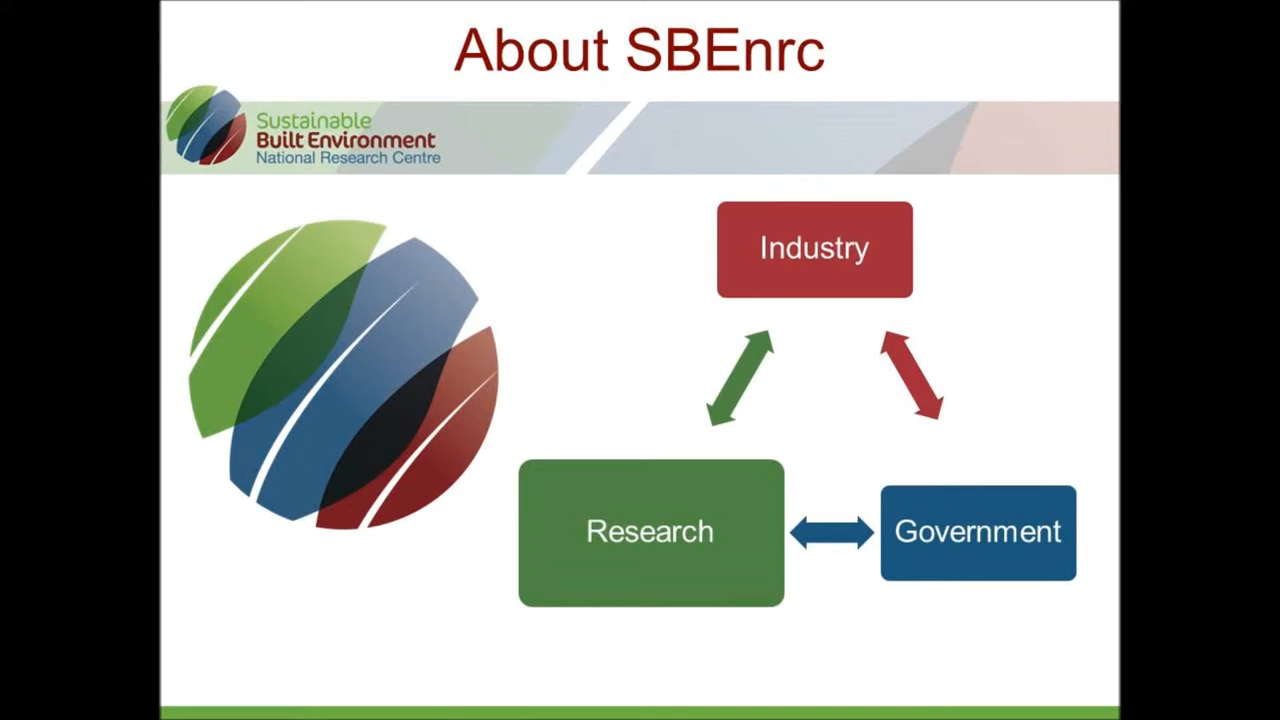 About SBEnrc
Sustainable
Built Environment
National Research Centre
Industry
Research
Government